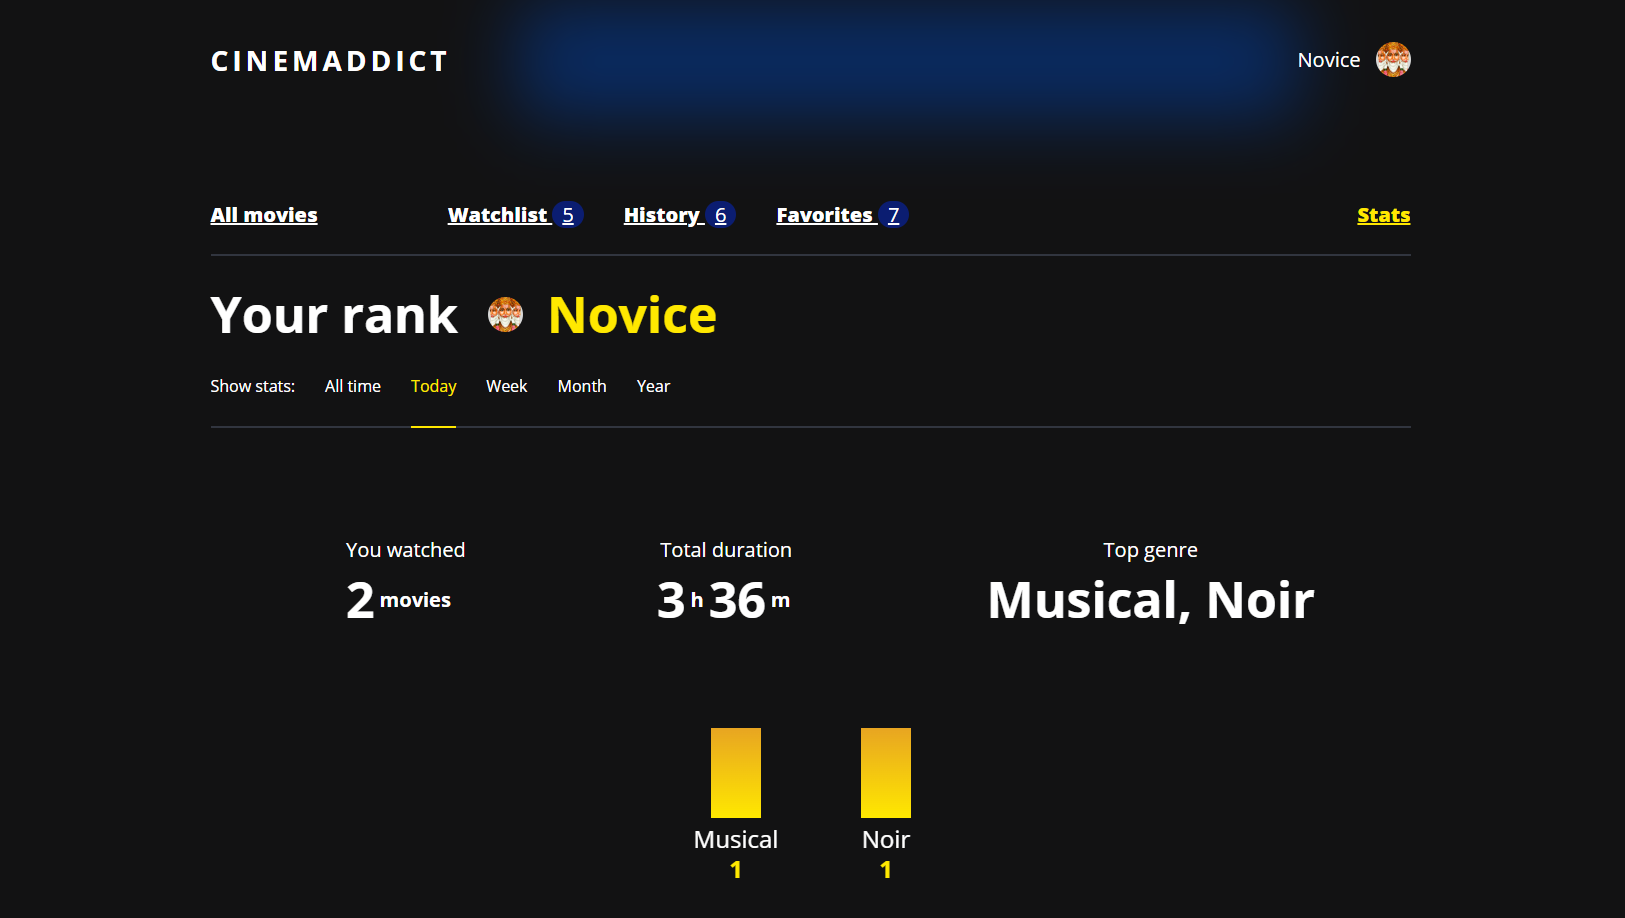 CINEMADDICT
Novice
All movies Watchlist 5 History 6 Favorites 7 Stats
Your rank Novice
Show stats: All time Today Week Month Year
You watched Total duration Top genre
2 movies 3 h 36 m Musical, Noir
Musical Noir
1 1